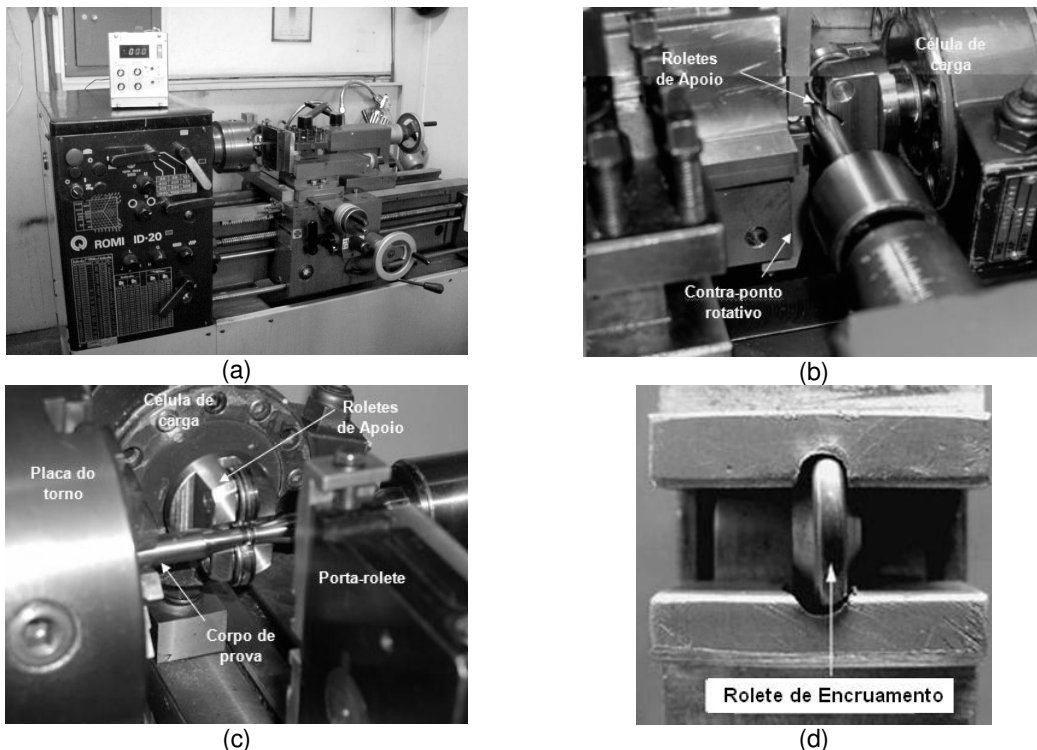 000
ROMI ID-20
(a)
Roletes
de Apoio
Célula de
carga
Contra-ponto
rotativo
(b)
Célula de
carga
Roletes
de Apoio
Placa do
torno
Porta-rolete
Corpo de
prova
(c)
Rolete de Encruamento
(d)